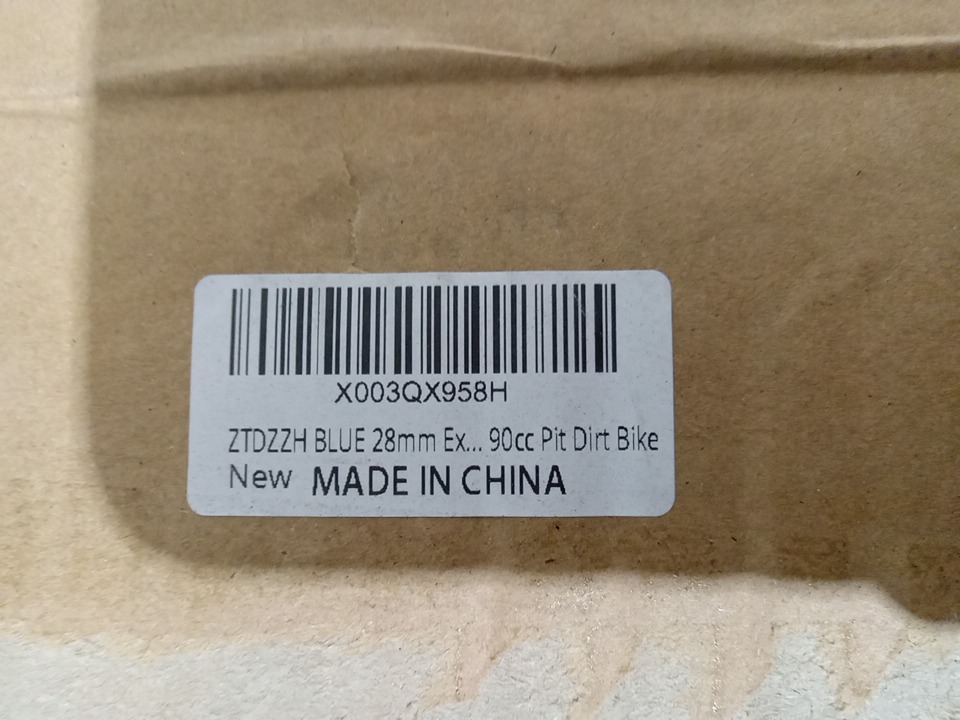 X003QX958H
ZTDZZH BLUE 28mm Ex... 90cc Pit Dirt Bike
New MADE IN CHINA